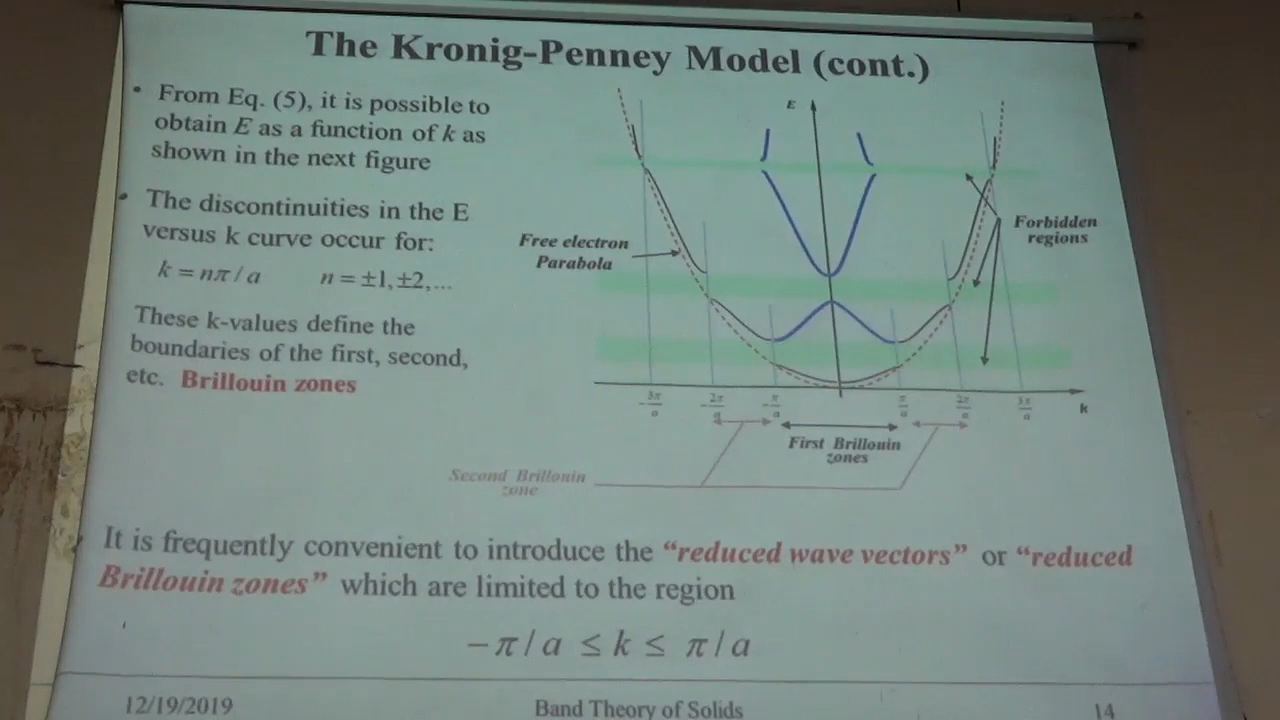 The Kronig-Penney Model (cont.)
• From Eq. (5), it is possible to
obtain E as a function of k as
shown in the next figure
• The discontinuities in the E
versus k curve occur for:
k = nπ / a n = ±1,±2,...
These k-values define the
boundaries of the first, second,
etc. Brillouin zones
E
Free electron
Parabola
Forbidden
regions
-3π/a -2π/a -π/a π/a 2π/a 3π/a
k
First Brillouin
zones
Second Brillouin
zone
It is frequently convenient to introduce the “reduced wave vectors” or “reduced
Brillouin zones” which are limited to the region
−π / a ≤ k ≤ π / a
12/19/2019 Band Theory of Solids 14